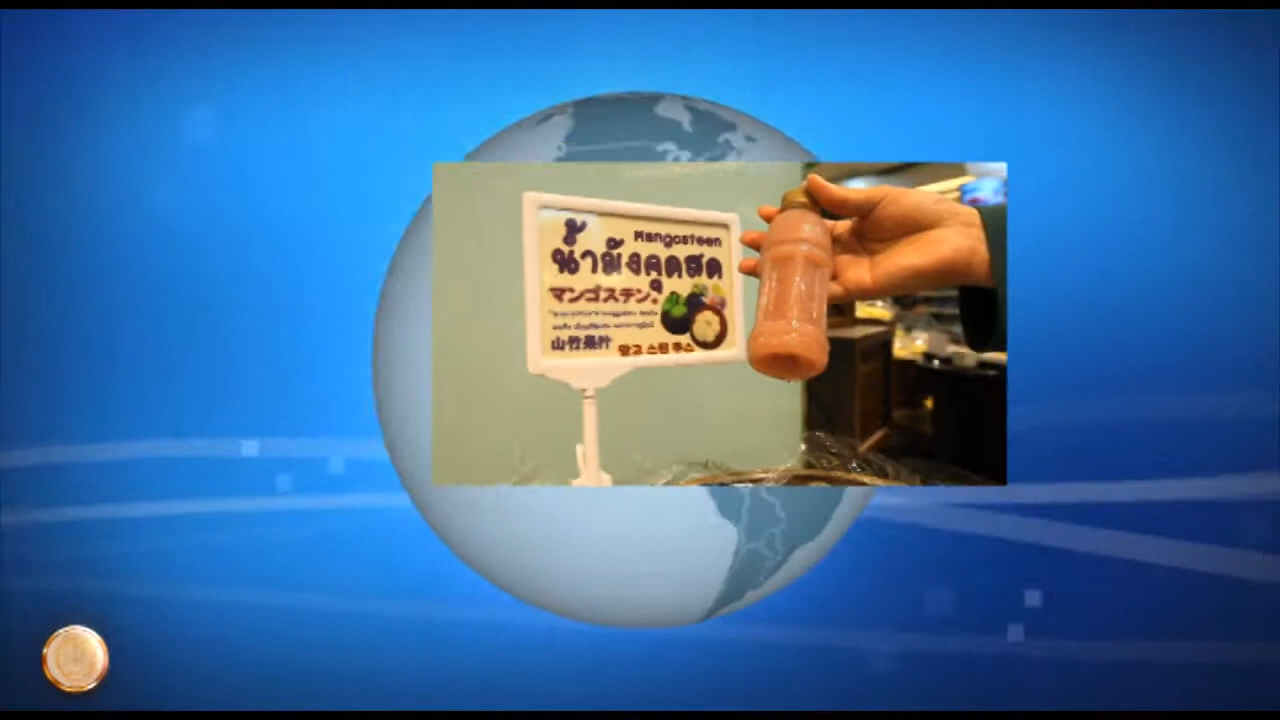 Mangosteen
น้ำมังคุดสด
マンゴスチン.
山竹果汁
망고 스틴 주스